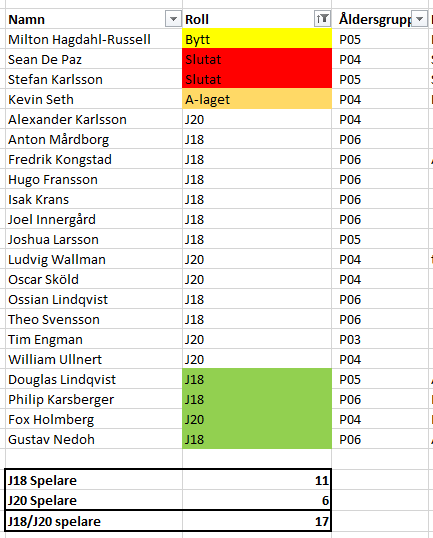 Namn Roll Åldersgrupp
Milton Hagdahl-Russell Bytt P05
Sean De Paz Slutat P04
Stefan Karlsson Slutat P05
Kevin Seth A-laget P04
Alexander Karlsson J20 P04
Anton Mårdborg J18 P06
Fredrik Kongstad J18 P06
Hugo Fransson J18 P06
Isak Krans J18 P06
Joel Innergård J18 P06
Joshua Larsson J18 P05
Ludvig Wallman J20 P04
Oscar Sköld J20 P04
Ossian Lindqvist J18 P06
Theo Svensson J18 P06
Tim Engman J20 P03
William Ullnert J20 P04
Douglas Lindqvist J18 P05
Philip Karsberger J18 P06
Fox Holmberg J20 P04
Gustav Nedoh J18 P06
J18 Spelare 11
J20 Spelare 6
J18/J20 spelare 17